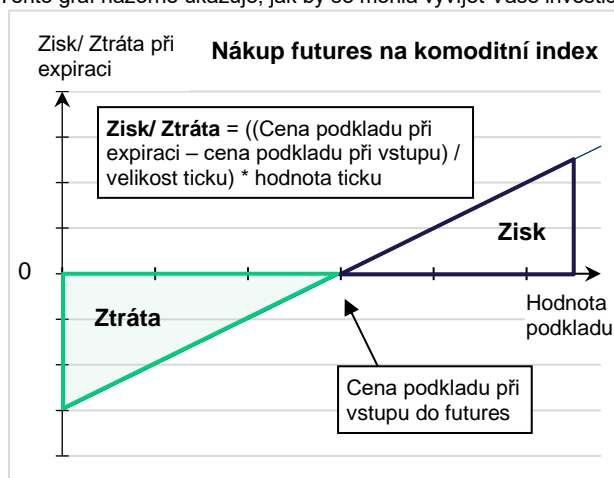 Zisk/ Ztráta při
expiraci
Nákup futures na komoditní index
Zisk/ Ztráta = ((Cena podkladu při
expiraci – cena podkladu při vstupu) /
velikost ticku) * hodnota ticku
Zisk
0
Ztráta
Hodnota
podkladu
Cena podkladu při
vstupu do futures